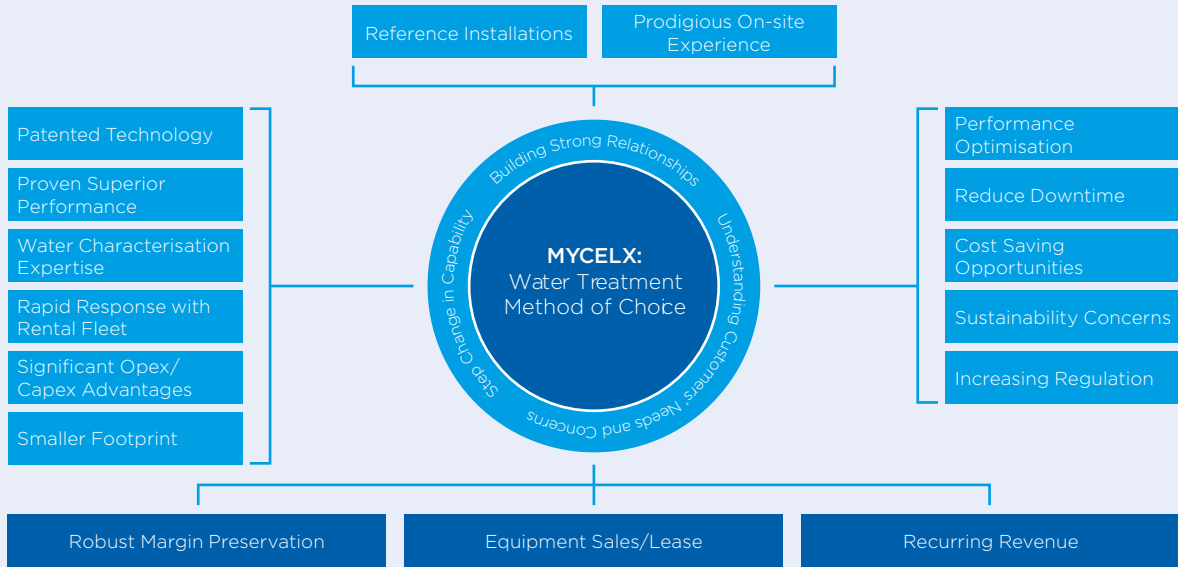 Reference Installations
Prodigious On-site
Experience
Patented Technology
Proven Superior
Performance
Water Characterisation
Expertise
Rapid Response with
Rental Fleet
Significant Opex/
Capex Advantages
Smaller Footprint
Step Change in Capability
Building Strong Relationships
Understanding Customers' Needs and Concerns
MYCELX:
Water Treatment
Method of Choice
Performance
Optimisation
Reduce Downtime
Cost Saving
Opportunities
Sustainability Concerns
Increasing Regulation
Robust Margin Preservation
Equipment Sales/Lease
Recurring Revenue